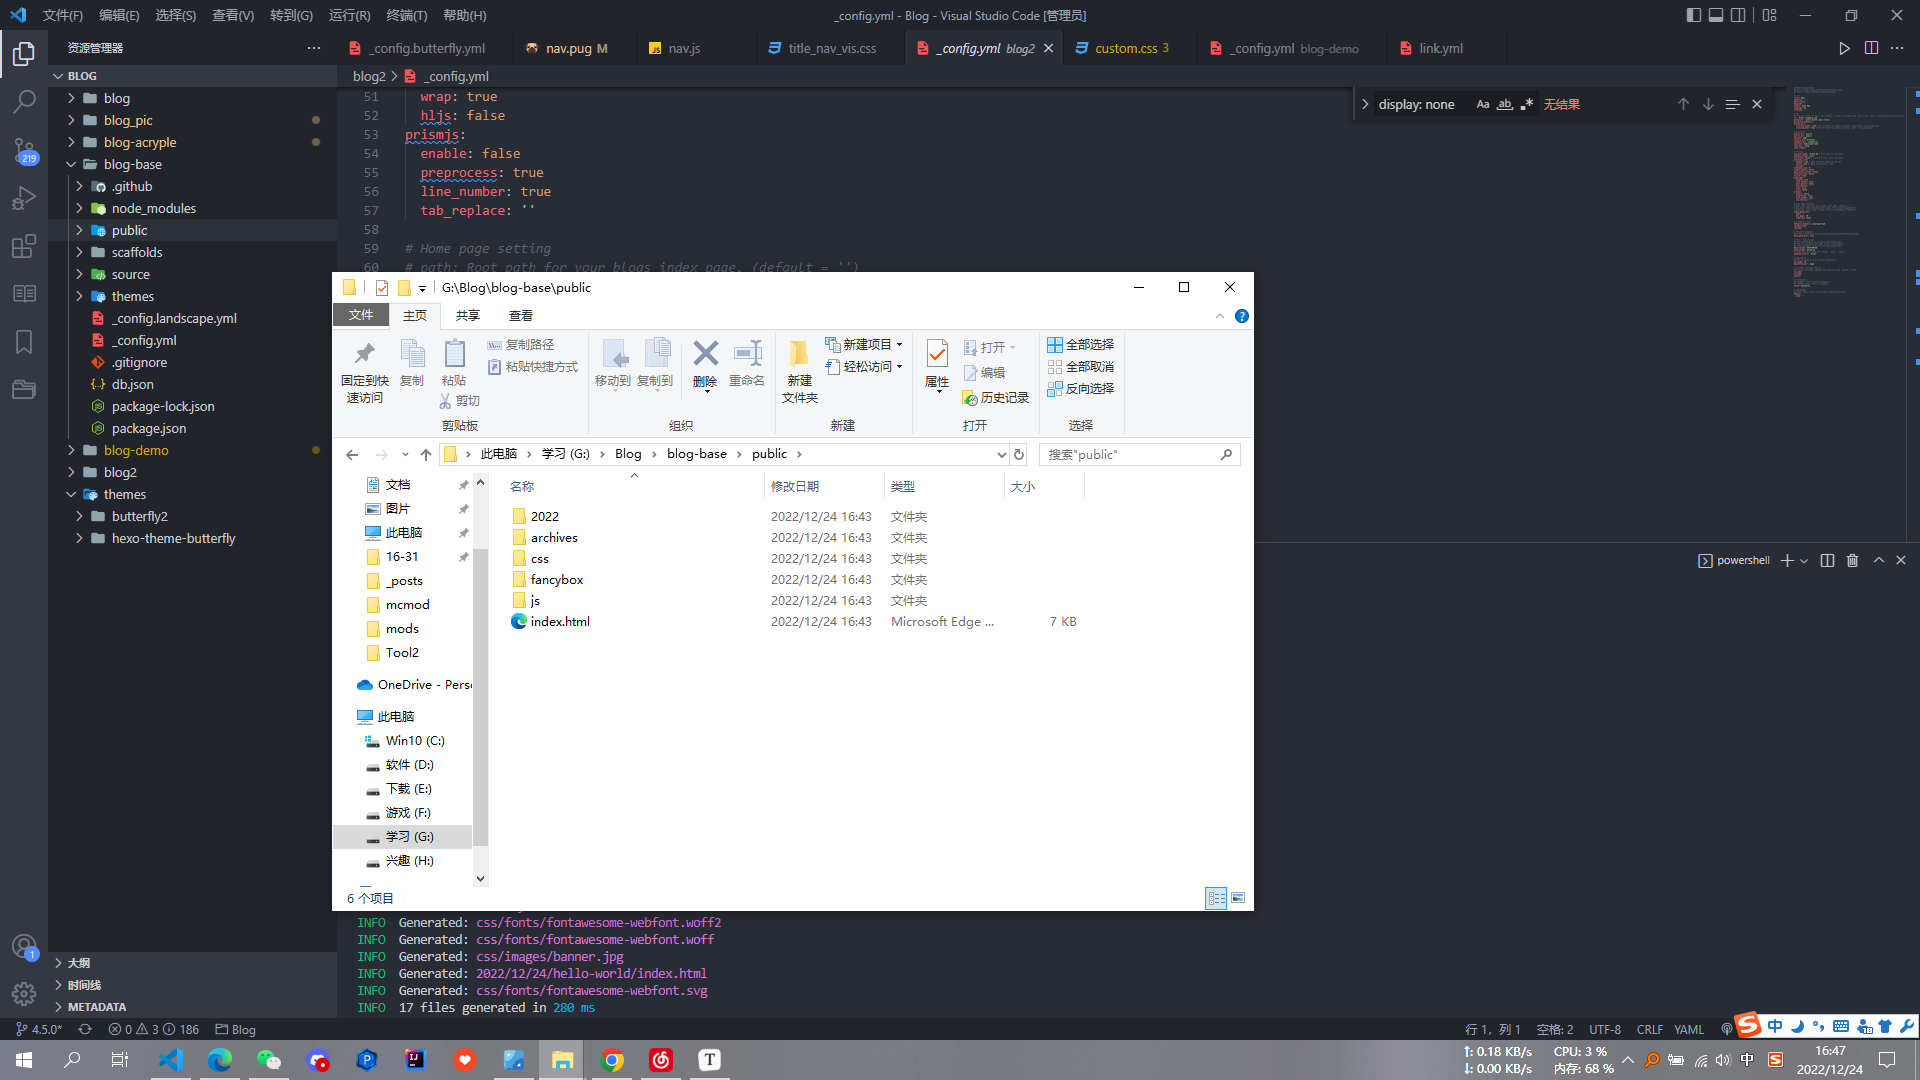 文件(F) 编辑(E) 选择(S) 查看(V) 转到(G) 运行(R) 终端(T) 帮助(H)
_config.yml - Blog - Visual Studio Code [管理员]
资源管理器
_config.butterfly.yml
nav.pug M
nav.js
title_nav_vis.css
_config.yml blog2
custom.css 3
_config.yml blog-demo
link.yml
BLOG
blog
blog_pic
blog-acryple
blog-base
.github
node_modules
public
scaffolds
source
themes
_config.landscape.yml
_config.yml
.gitignore
db.json
package-lock.json
package.json
blog-demo
blog2
themes
butterfly2
hexo-theme-butterfly
大纲
时间线
METADATA
219
1
blog2 > _config.yml
51 wrap: true
52 hljs: false
53 prismjs:
54 enable: false
55 preprocess: true
56 line_number: true
57 tab_replace: ''
58
59 # Home page setting
60 # path: Root path for your blogs index page. (default = '')
display: none
Aa ab
无结果
G:\Blog\blog-base\public
文件 主页 共享 查看
固定到快速访问
复制
粘贴
复制路径
粘贴快捷方式
剪切
剪贴板
移动到
复制到
删除
重命名
组织
新建文件夹
新建项目
轻松访问
新建
属性
打开
编辑
历史记录
打开
全部选择
全部取消
反向选择
选择
此电脑 > 学习 (G:) > Blog > blog-base > public >
搜索"public"
文档
图片
此电脑
16-31
_posts
mcmod
mods
Tool2
OneDrive - Pers
此电脑
Win10 (C:)
软件 (D:)
下载 (E:)
游戏 (F:)
学习 (G:)
兴趣 (H:)
名称 修改日期 类型 大小
2022 2022/12/24 16:43 文件夹
archives 2022/12/24 16:43 文件夹
css 2022/12/24 16:43 文件夹
fancybox 2022/12/24 16:43 文件夹
js 2022/12/24 16:43 文件夹
index.html 2022/12/24 16:43 Microsoft Edge ... 7 KB
6 个项目
powershell
INFO Generated: css/fonts/fontawesome-webfont.woff2
INFO Generated: css/fonts/fontawesome-webfont.woff
INFO Generated: css/images/banner.jpg
INFO Generated: 2022/12/24/hello-world/index.html
INFO Generated: css/fonts/fontawesome-webfont.svg
INFO 17 files generated in 280 ms
4.5.0*
0 3 186
Blog
行 1，列 1 空格: 2 UTF-8 CRLF YAML
中
↑: 0.18 KB/s
↓: 0.00 KB/s
CPU: 3 %
内存: 68 %
中
16:47
2022/12/24